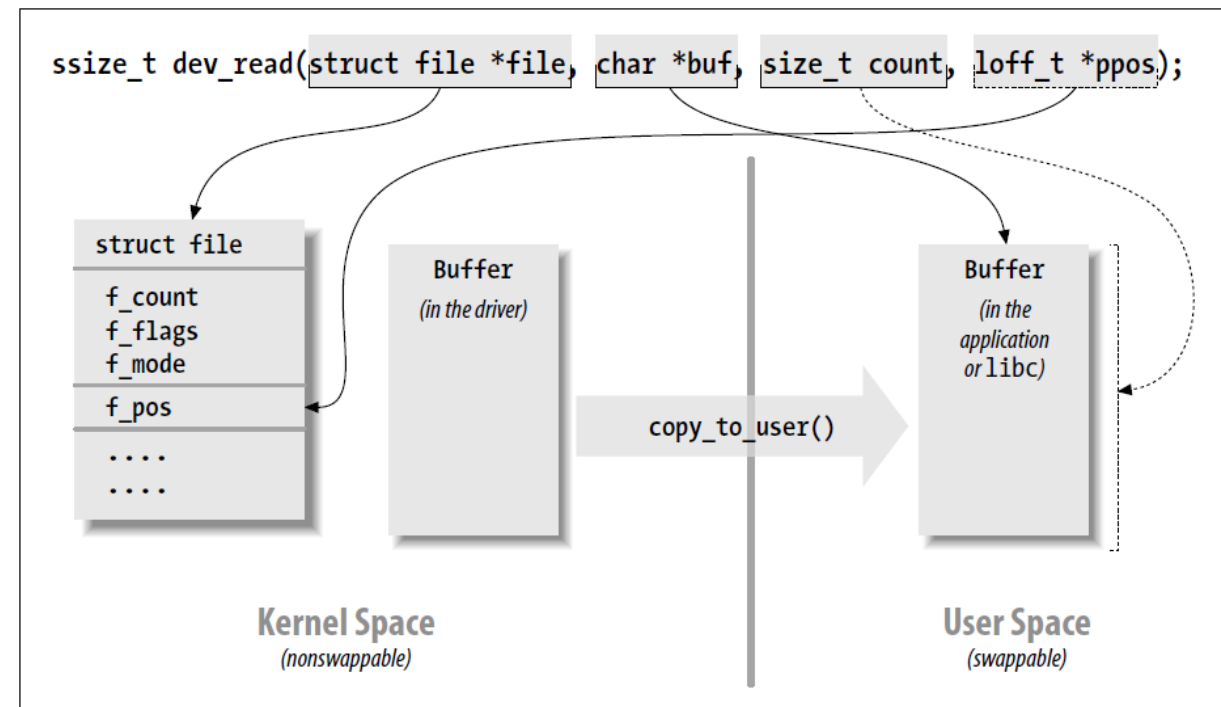 ssize_t dev_read(struct file *file, char *buf, size_t count, loff_t *ppos);
struct file
f_count
f_flags
f_mode
f_pos
....
....
Buffer
(in the driver)
copy_to_user()
Buffer
(in the
application
or libc)
Kernel Space
(nonswappable)
User Space
(swappable)